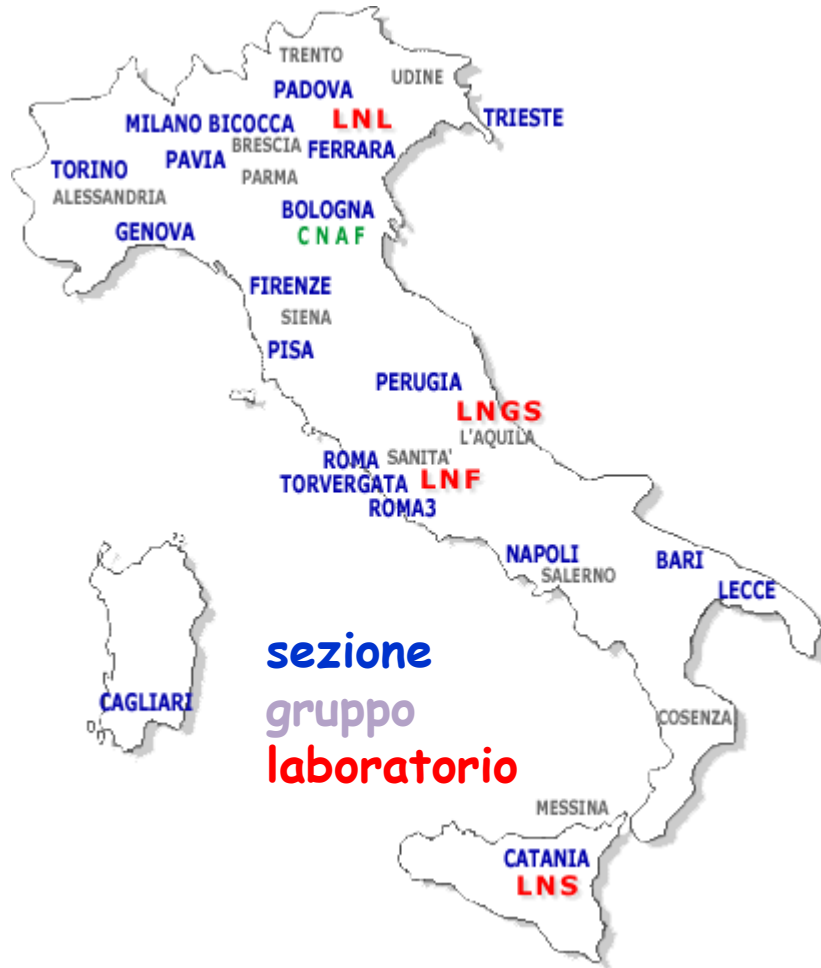 TRENTO
UDINE
PADOVA
LNL
TRIESTE
MILANO BICOCCA
BRESCIA
FERRARA
PAVIA
TORINO
PARMA
ALESSANDRIA
BOLOGNA
GENOVA
CNAF
FIRENZE
SIENA
PISA
PERUGIA
LNGS
L'AQUILA
ROMA
SANITA'
TORVERGATA
LNF
ROMA3
NAPOLI
BARI
SALERNO
LECCE
sezione
CAGLIARI
gruppo
COSENZA
laboratorio
MESSINA
CATANIA
LNS